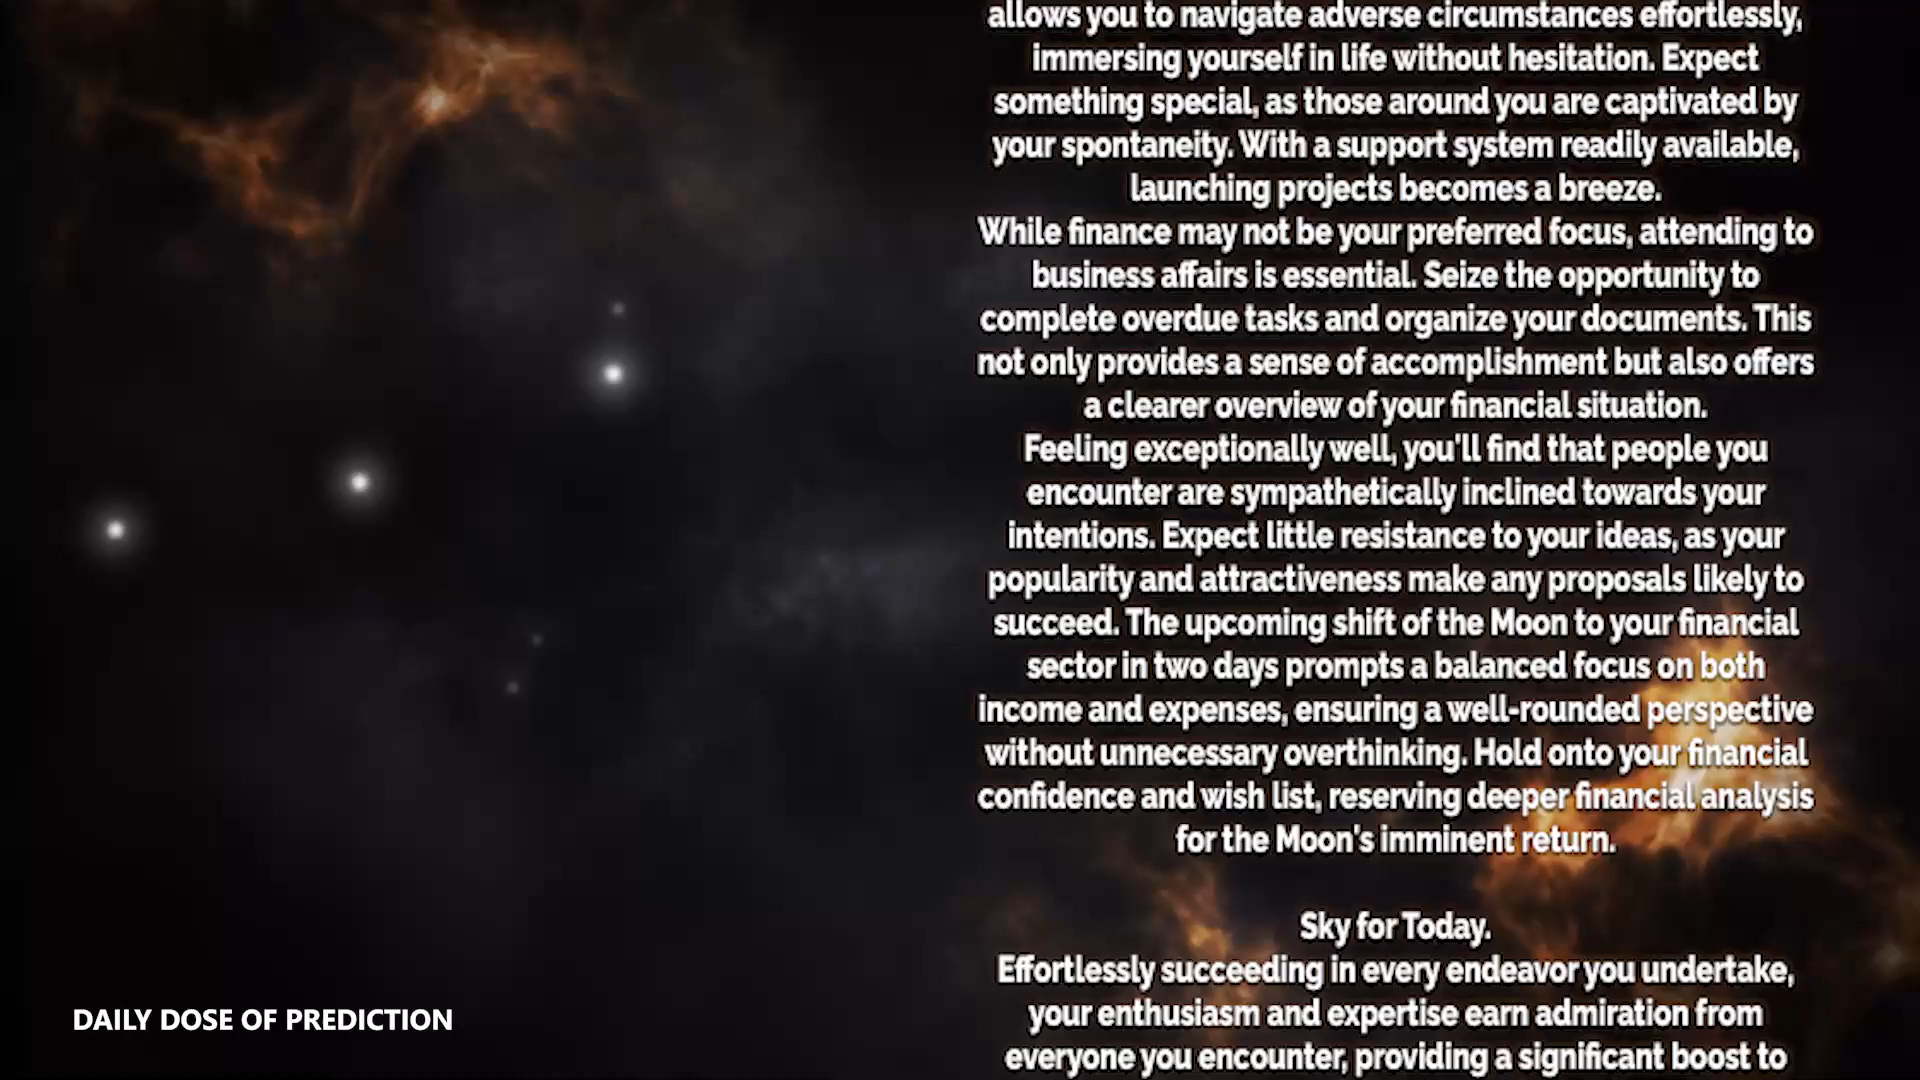 allows you to navigate adverse circumstances effortlessly,
immersing yourself in life without hesitation. Expect
something special, as those around you are captivated by
your spontaneity. With a support system readily available,
launching projects becomes a breeze.
While finance may not be your preferred focus, attending to
business affairs is essential. Seize the opportunity to
complete overdue tasks and organize your documents. This
not only provides a sense of accomplishment but also offers
a clearer overview of your financial situation.
Feeling exceptionally well, you'll find that people you
encounter are sympathetically inclined towards your
intentions. Expect little resistance to your ideas, as your
popularity and attractiveness make any proposals likely to
succeed. The upcoming shift of the Moon to your financial
sector in two days prompts a balanced focus on both
income and expenses, ensuring a well-rounded perspective
without unnecessary overthinking. Hold onto your financial
confidence and wish list, reserving deeper financial analysis
for the Moon's imminent return.
Sky for Today.
Effortlessly succeeding in every endeavor you undertake,
your enthusiasm and expertise earn admiration from
everyone you encounter, providing a significant boost to
DAILY DOSE OF PREDICTION